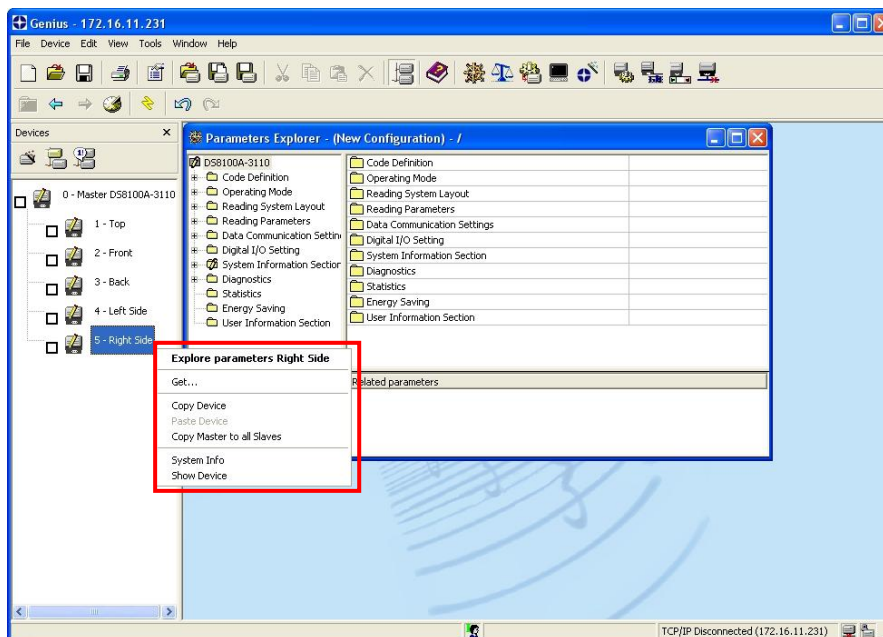 Genius - 172.16.11.231
File Device Edit View Tools Window Help
Devices
0 - Master DS8100A-3110
1 - Top
2 - Front
3 - Back
4 - Left Side
5 - Right Side
Parameters Explorer - (New Configuration) - /
DS8100A-3110
Code Definition
Operating Mode
Reading System Layout
Reading Parameters
Data Communication Settin
Digital I/O Setting
System Information Section
Diagnostics
Statistics
Energy Saving
User Information Section
Code Definition
Operating Mode
Reading System Layout
Reading Parameters
Data Communication Settings
Digital I/O Setting
System Information Section
Diagnostics
Statistics
Energy Saving
User Information Section
Related parameters
Explore parameters Right Side
Get...
Copy Device
Paste Device
Copy Master to all Slaves
System Info
Show Device
TCP/IP Disconnected (172.16.11.231)